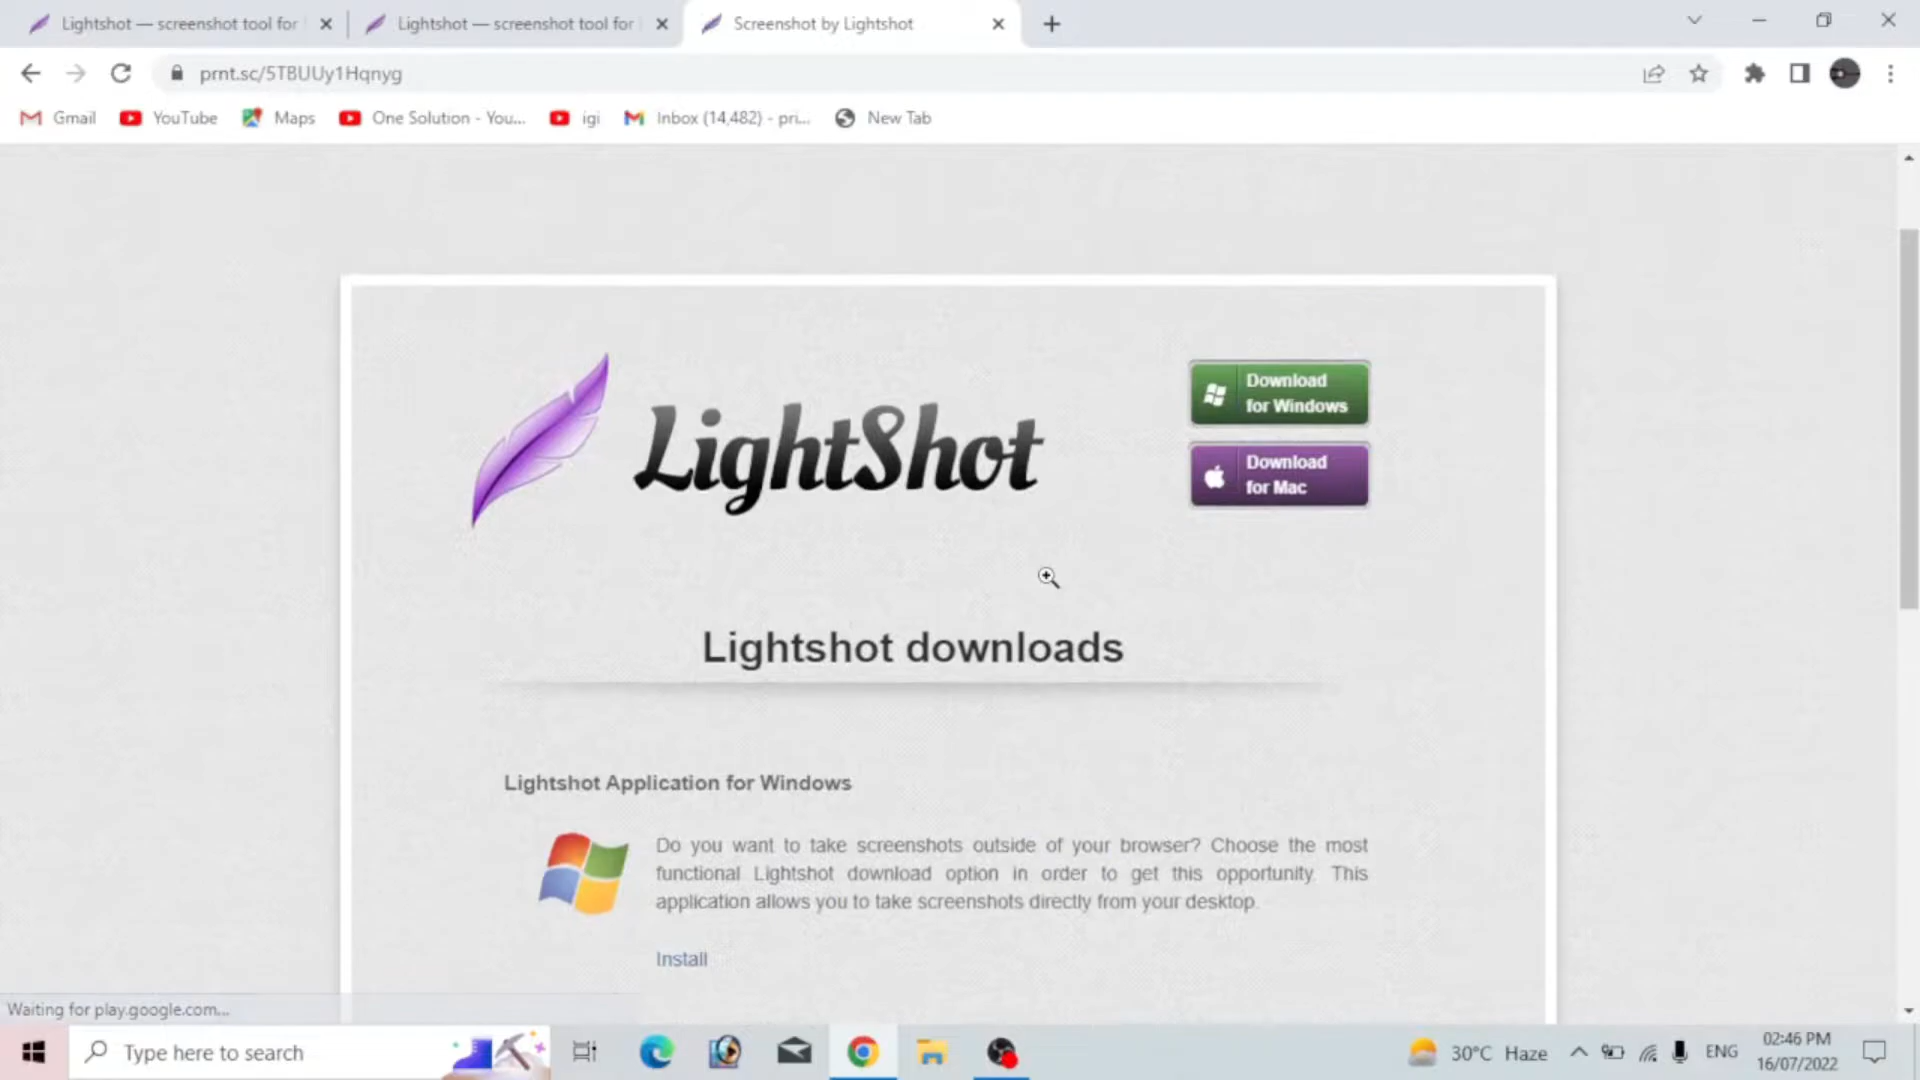 Lightshot — screenshot tool for
Lightshot — screenshot tool for
Screenshot by Lightshot
prnt.sc/5TBUUy1Hqnyg
Gmail
YouTube
Maps
One Solution - You...
igi
Inbox (14,482) - pri...
New Tab
LightShot
Download
for Windows
Download
for Mac
Lightshot downloads
Lightshot Application for Windows
Do you want to take screenshots outside of your browser? Choose the most
functional Lightshot download option in order to get this opportunity. This
application allows you to take screenshots directly from your desktop.
Install
Waiting for play.google.com...
Type here to search
30°C Haze
ENG
02:46 PM
16/07/2022